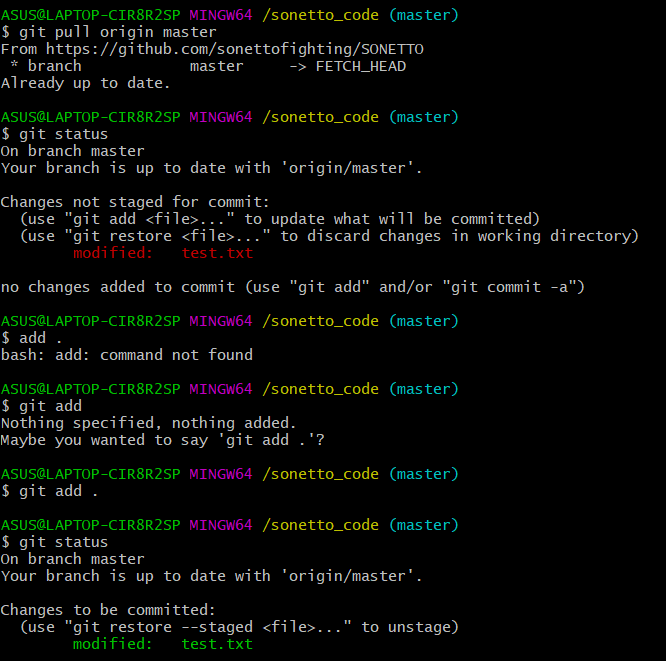 ASUS@LAPTOP-CIR8R2SP MINGW64 /sonetto_code (master)
$ git pull origin master
From https://github.com/sonettofighting/SONETTO
 * branch            master     -> FETCH_HEAD
Already up to date.

ASUS@LAPTOP-CIR8R2SP MINGW64 /sonetto_code (master)
$ git status
On branch master
Your branch is up to date with 'origin/master'.

Changes not staged for commit:
  (use "git add <file>..." to update what will be committed)
  (use "git restore <file>..." to discard changes in working directory)
        modified:   test.txt

no changes added to commit (use "git add" and/or "git commit -a")

ASUS@LAPTOP-CIR8R2SP MINGW64 /sonetto_code (master)
$ add .
bash: add: command not found

ASUS@LAPTOP-CIR8R2SP MINGW64 /sonetto_code (master)
$ git add
Nothing specified, nothing added.
Maybe you wanted to say 'git add .'?

ASUS@LAPTOP-CIR8R2SP MINGW64 /sonetto_code (master)
$ git add .

ASUS@LAPTOP-CIR8R2SP MINGW64 /sonetto_code (master)
$ git status
On branch master
Your branch is up to date with 'origin/master'.

Changes to be committed:
  (use "git restore --staged <file>..." to unstage)
        modified:   test.txt